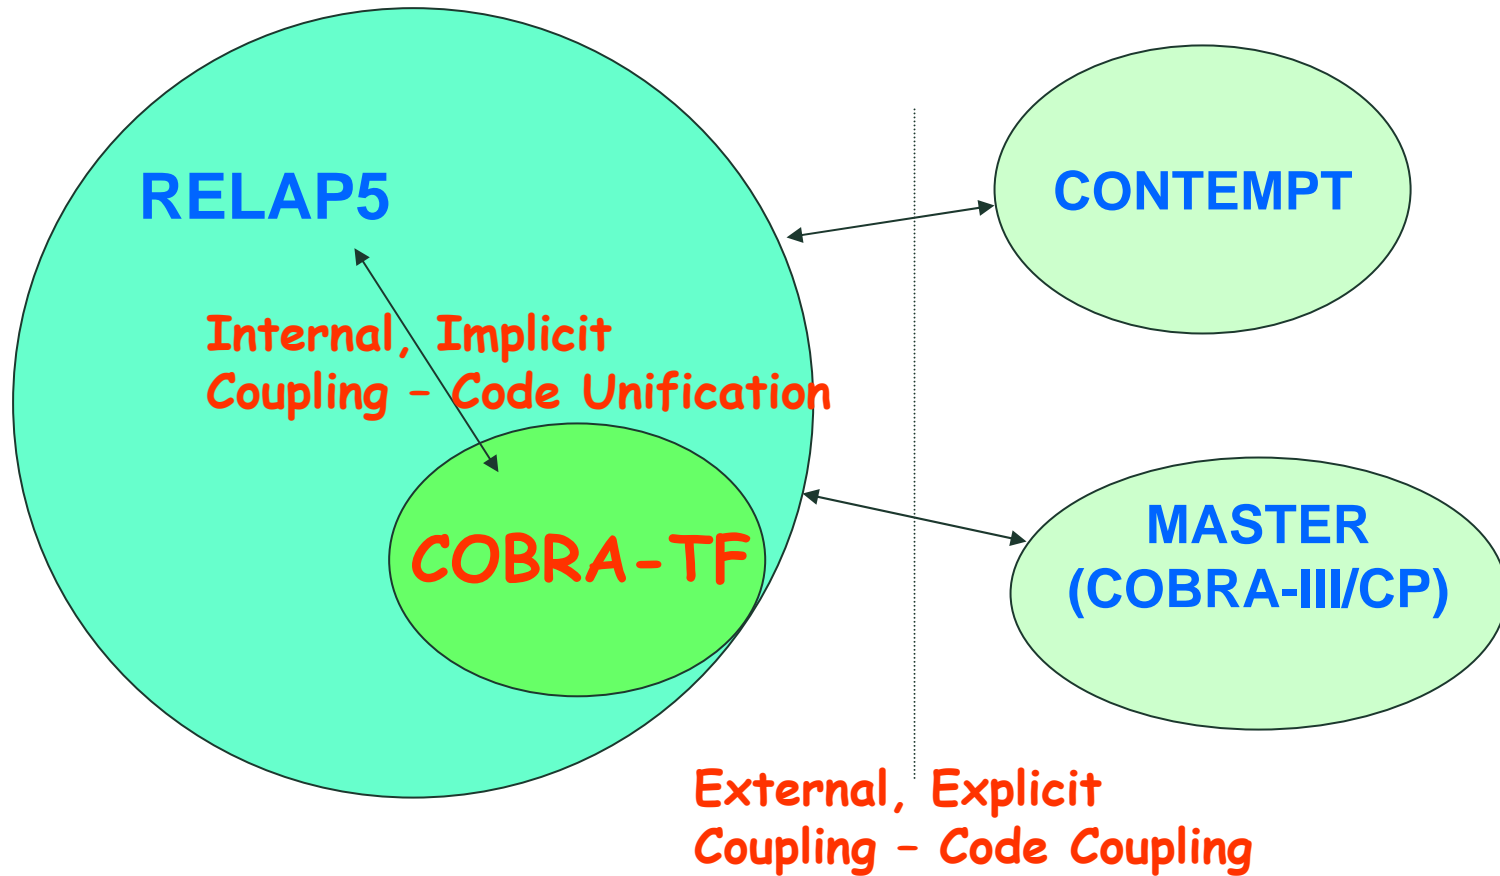 RELAP5
Internal, Implicit
Coupling – Code Unification
COBRA-TF
CONTEMPT
MASTER
(COBRA-III/CP)
External, Explicit
Coupling – Code Coupling